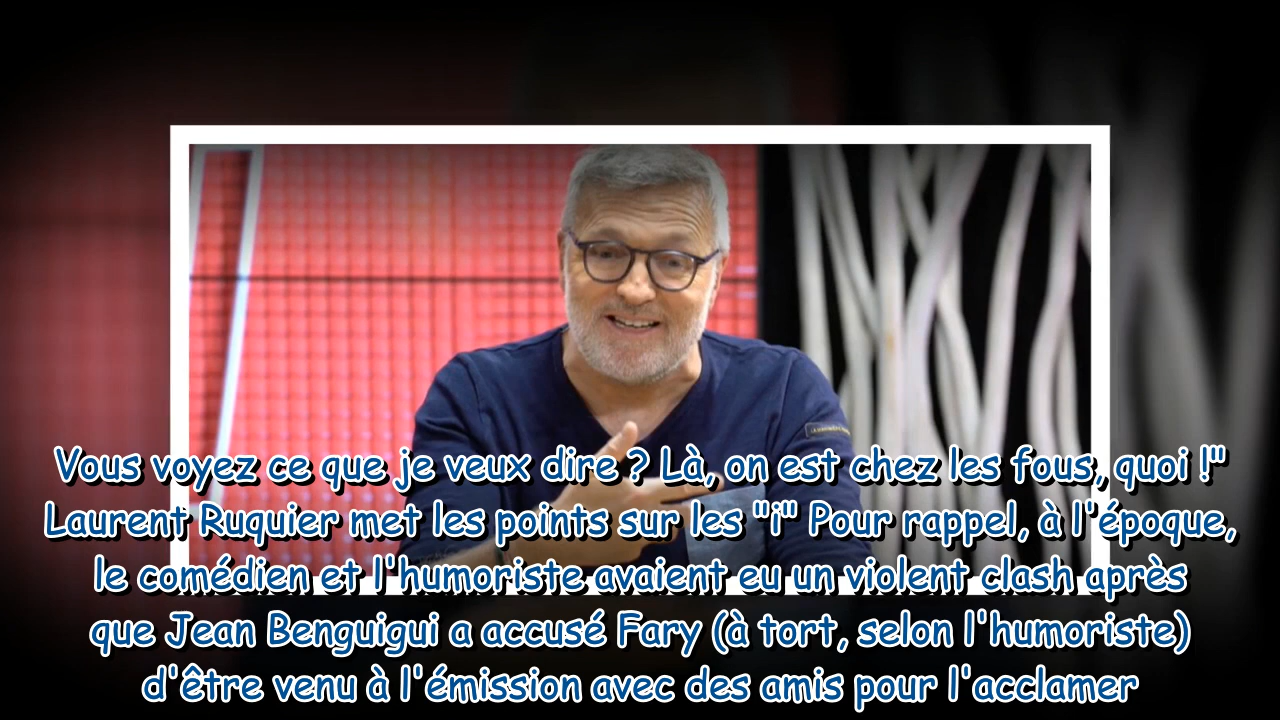 Vous voyez ce que je veux dire ? Là, on est chez les fous, quoi !"
Laurent Ruquier met les points sur les "i" Pour rappel, à l'époque,
le comédien et l'humoriste avaient eu un violent clash après
que Jean Benguigui a accusé Fary (à tort, selon l'humoriste)
d'être venu à l'émission avec des amis pour l'acclamer